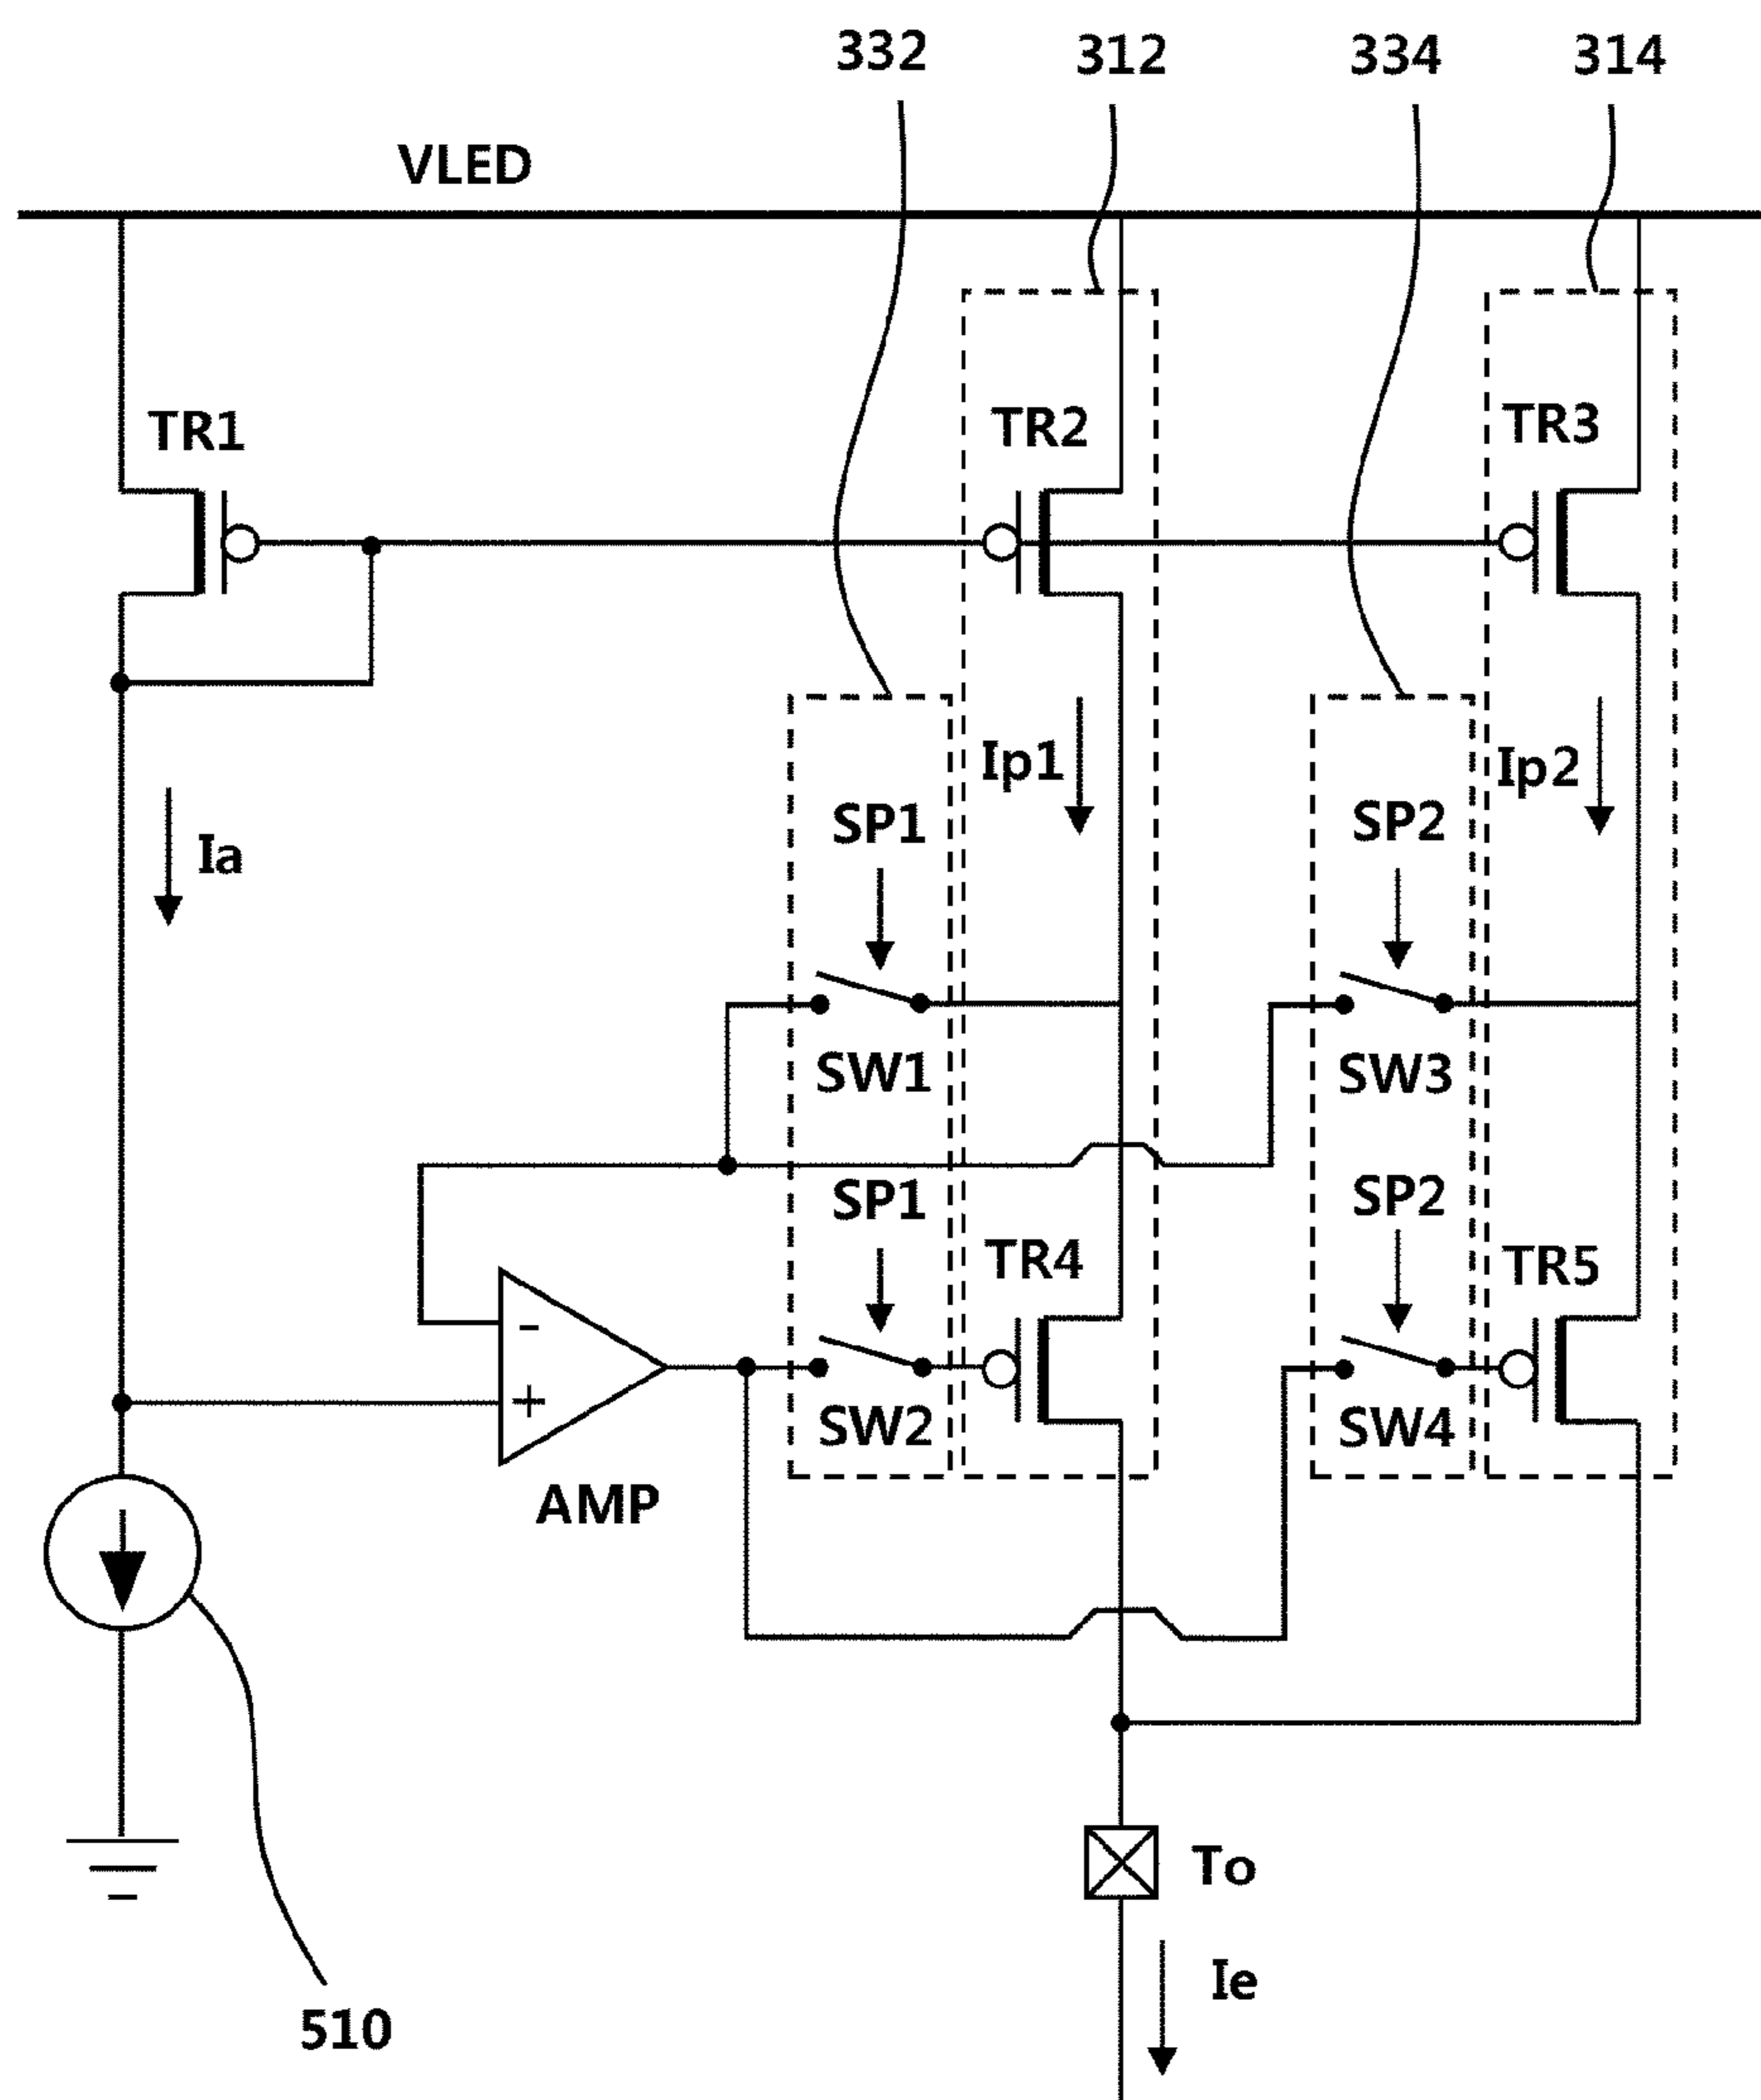 332 312 334 314
VLED
TR1 TR2 TR3
Ip1 Ip2
SP1 SP2
Ia
SW1 SW3
SP1 SP2
TR4 TR5
-
+
SW2 SW4
AMP
To
Ie
510